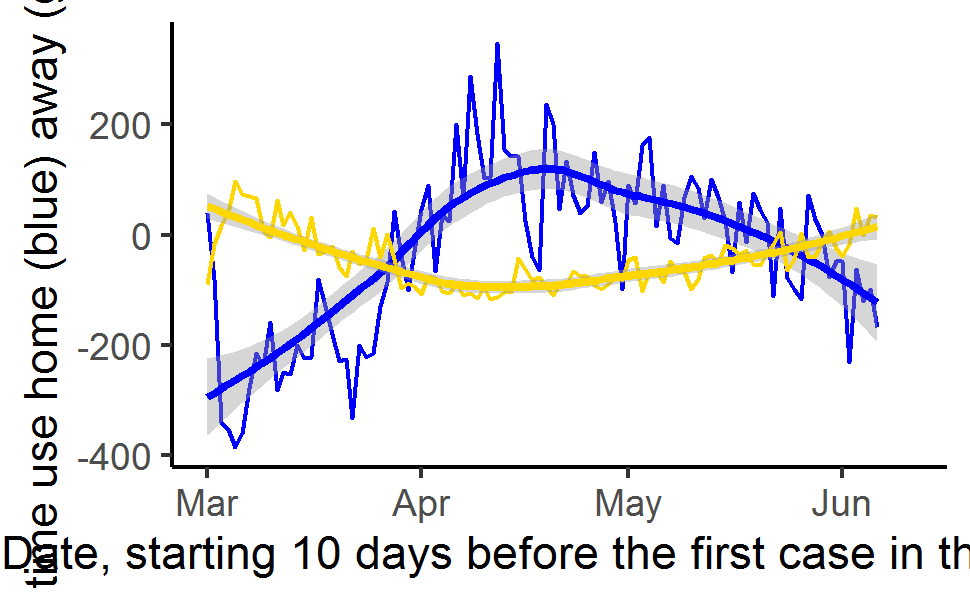 time use home (blue) away (
200
0
-200
-400
Mar Apr May Jun
Date, starting 10 days before the first case in th